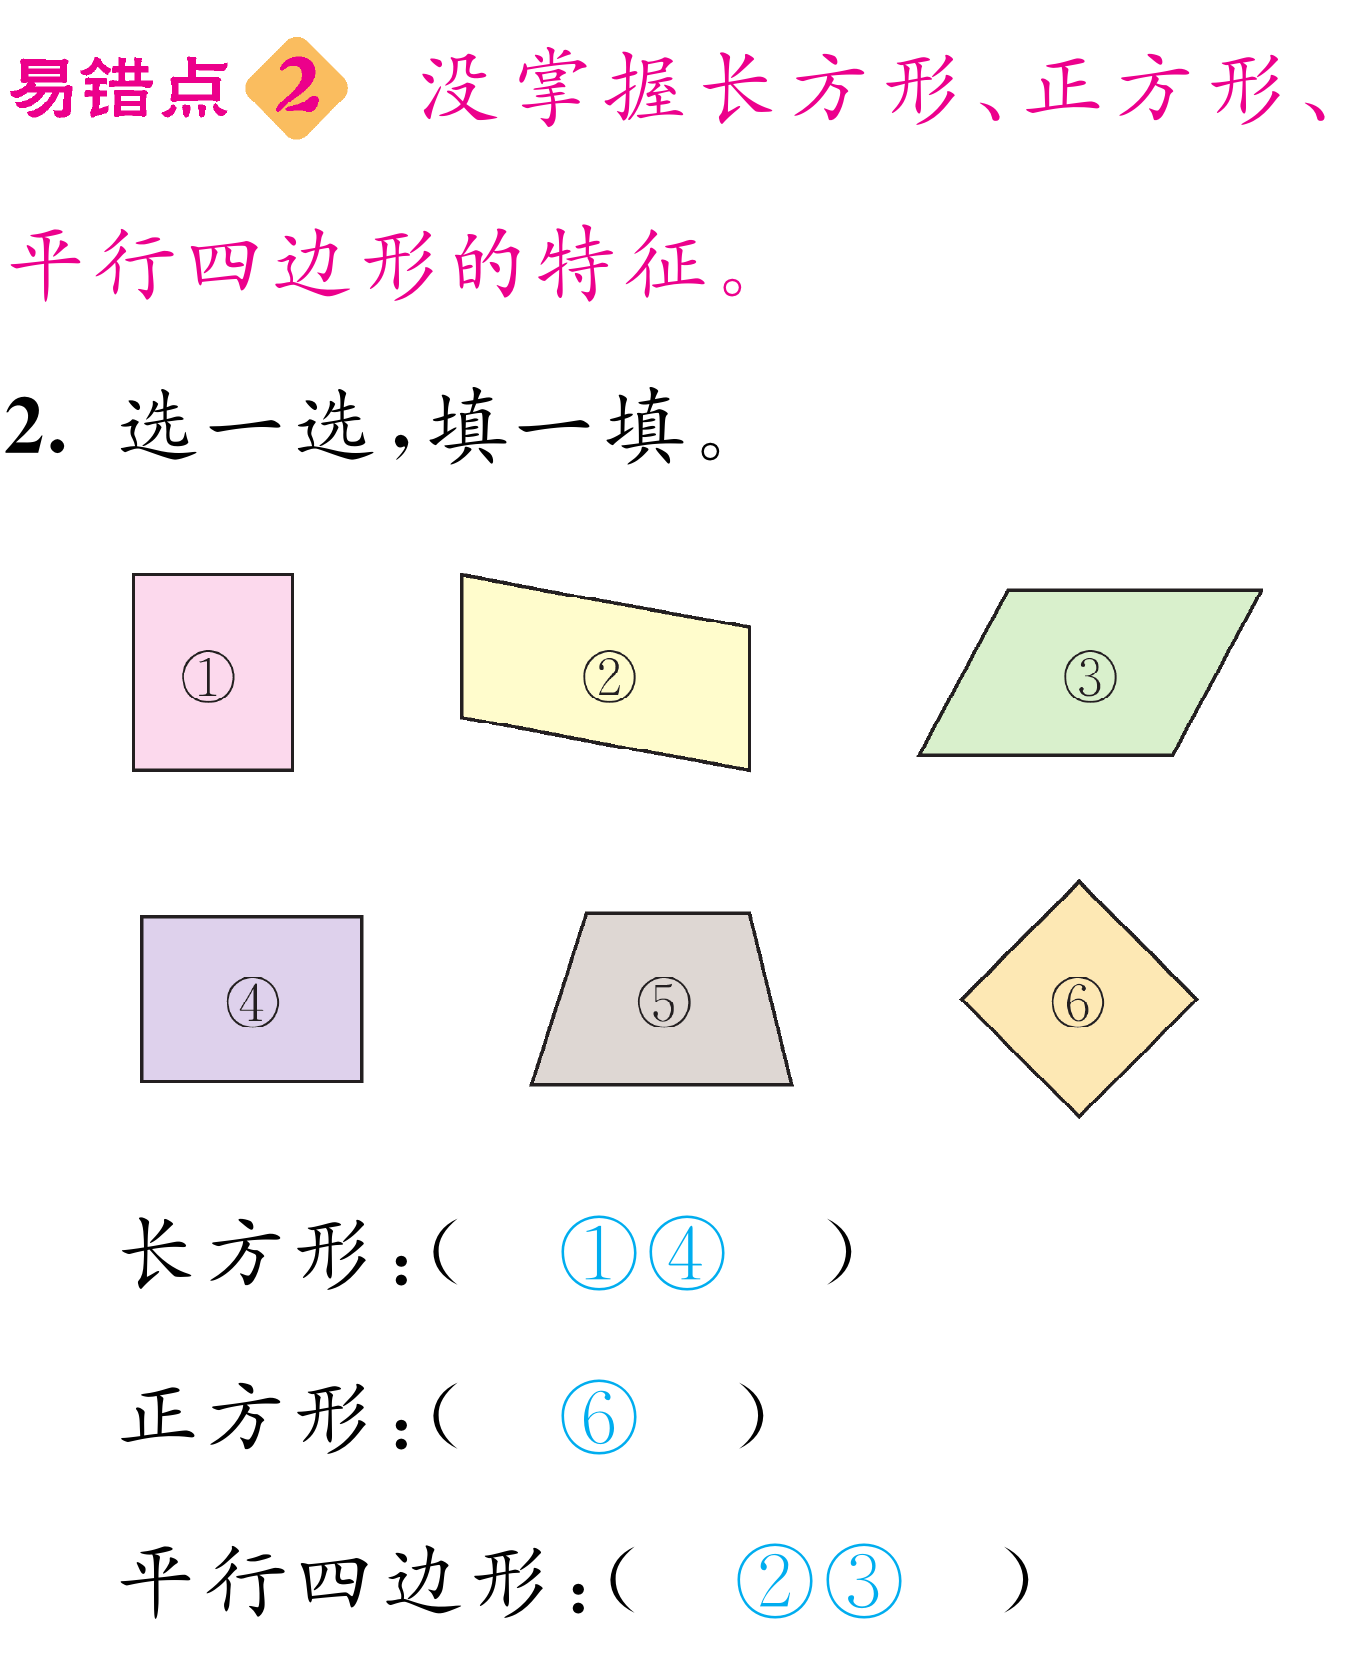 易错点2 没掌握长方形、正方形、
平行四边形的特征。
2. 选一选,填一填。
① ② ③
④ ⑤ ⑥
长方形:( ①④ )
正方形:( ⑥ )
平行四边形:( ②③ )